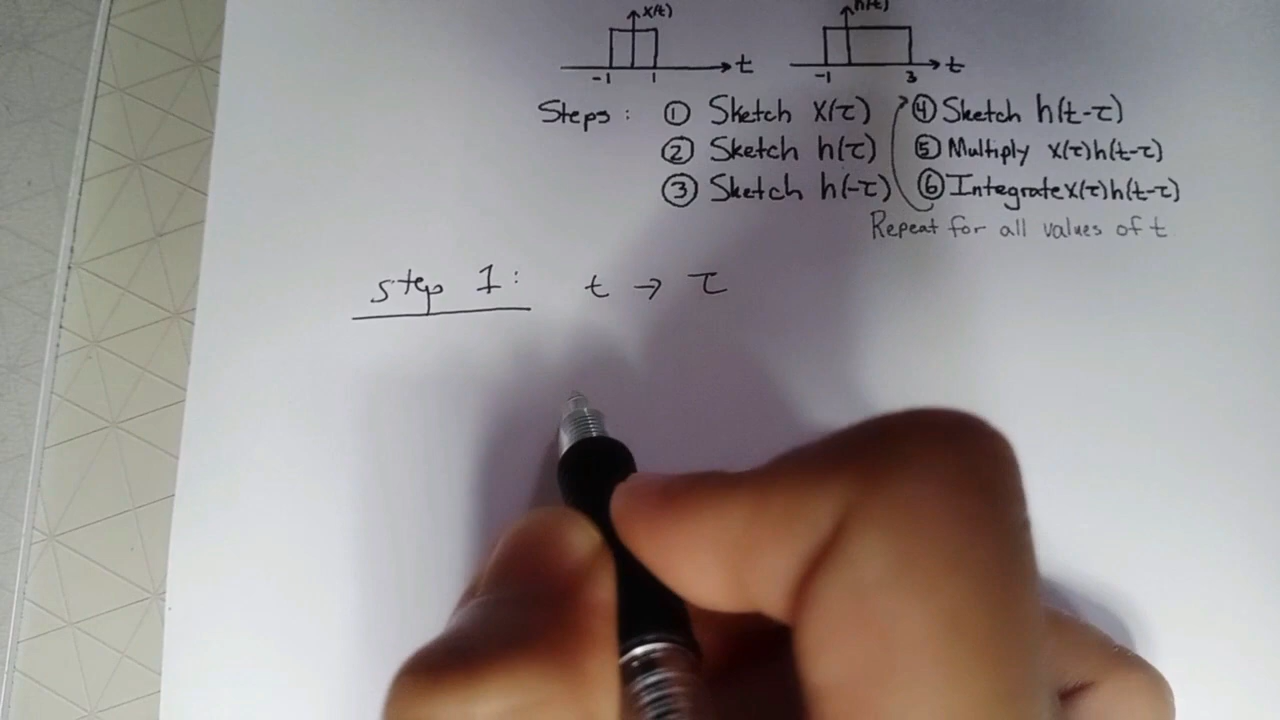 x(t) h(t)
t t
-1 1 -1 3
Steps: ① Sketch x(τ) ④ Sketch h(t-τ)
② Sketch h(τ) ⑤ Multiply x(τ)h(t-τ)
③ Sketch h(-τ) ⑥ Integrate x(τ)h(t-τ)
Repeat for all values of t
step 1: t → τ